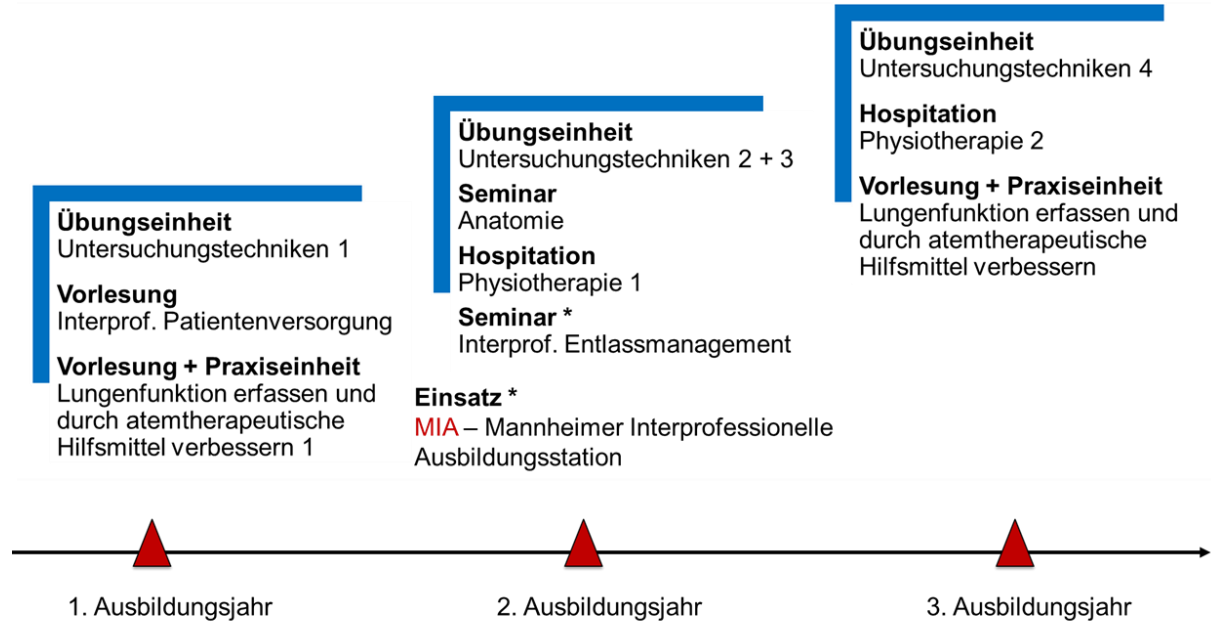 Übungseinheit
Untersuchungstechniken 1
Vorlesung
Interprof. Patientenversorgung
Vorlesung + Praxiseinheit
Lungenfunktion erfassen und
durch atemtherapeutische
Hilfsmittel verbessern 1
Übungseinheit
Untersuchungstechniken 2 + 3
Seminar
Anatomie
Hospitation
Physiotherapie 1
Seminar *
Interprof. Entlassmanagement
Einsatz *
MIA – Mannheimer Interprofessionelle
Ausbildungsstation
Übungseinheit
Untersuchungstechniken 4
Hospitation
Physiotherapie 2
Vorlesung + Praxiseinheit
Lungenfunktion erfassen und
durch atemtherapeutische
Hilfsmittel verbessern
1. Ausbildungsjahr
2. Ausbildungsjahr
3. Ausbildungsjahr